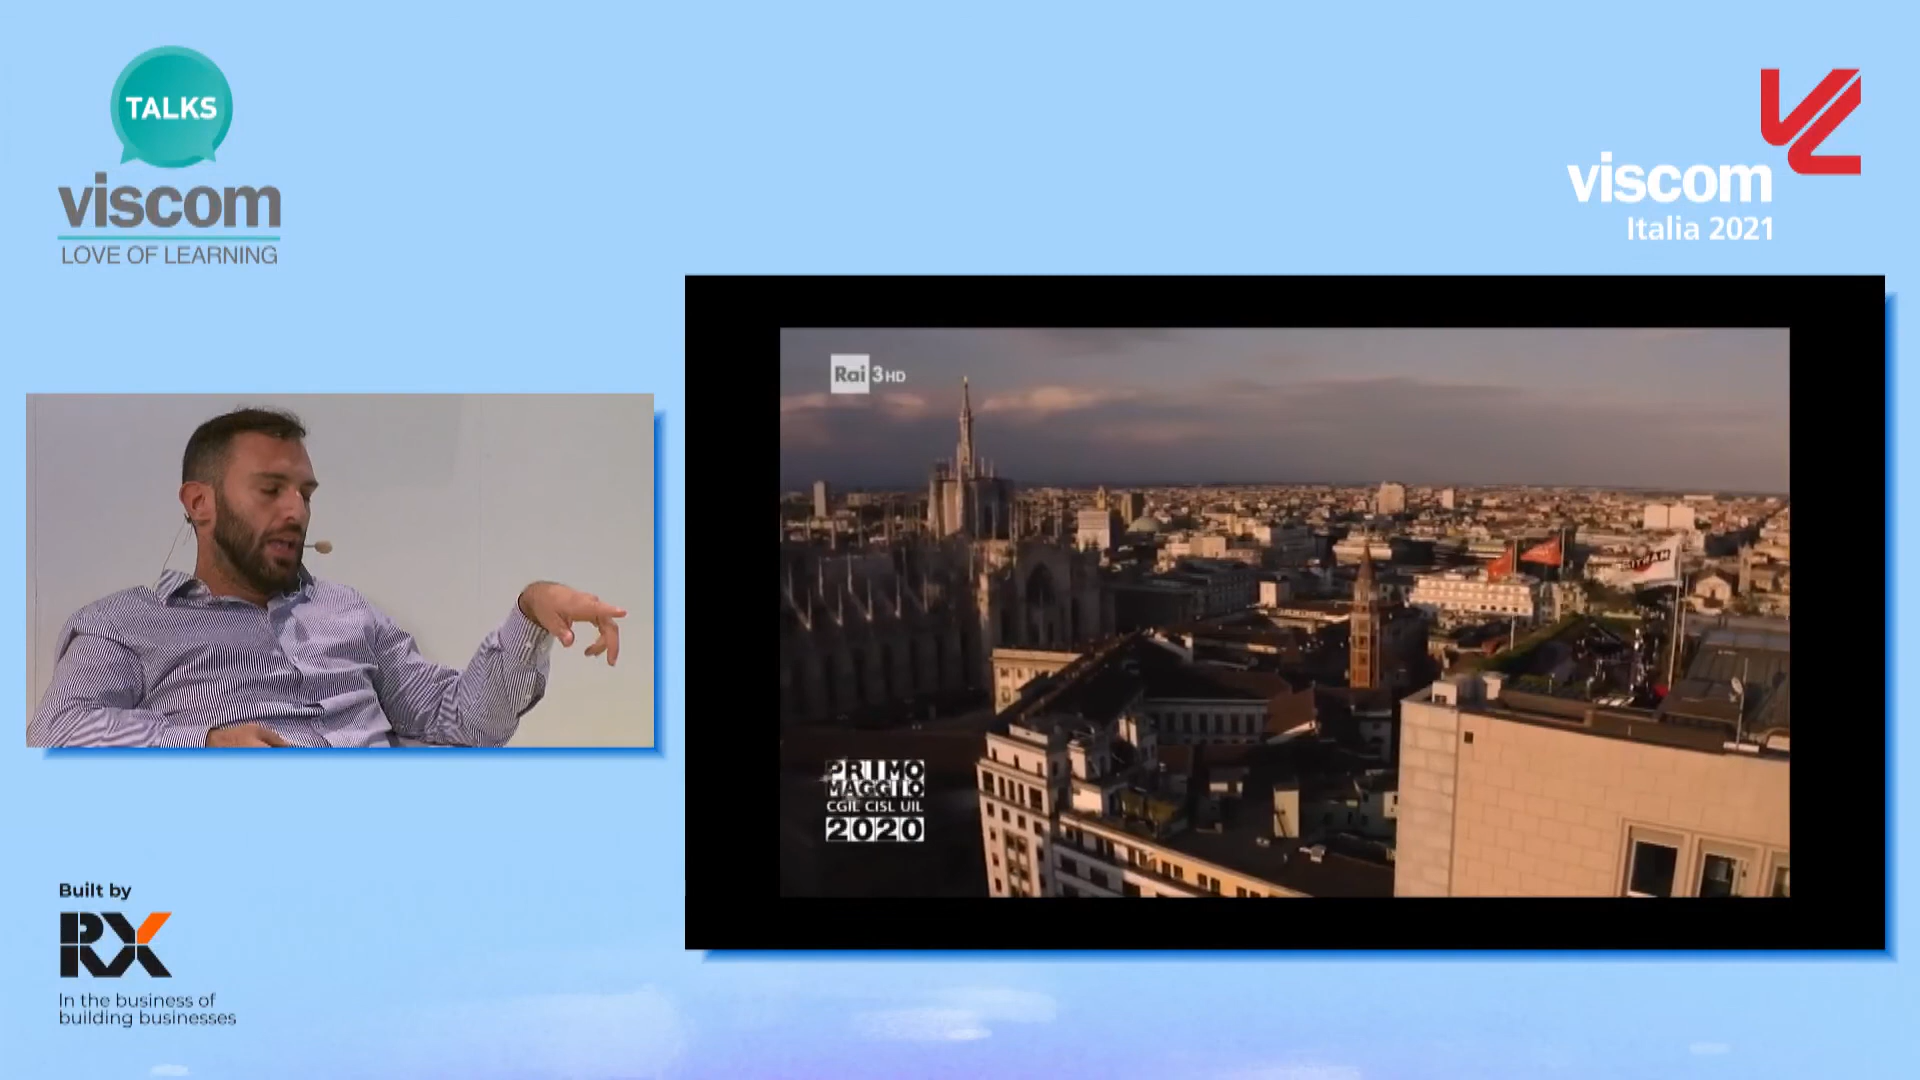 TALKS
viscom
LOVE OF LEARNING
viscom
Italia 2021
Rai 3HD
PRIMO
MAGGIO
CGIL CISL UIL
2020
Built by
RX
In the business of
building businesses